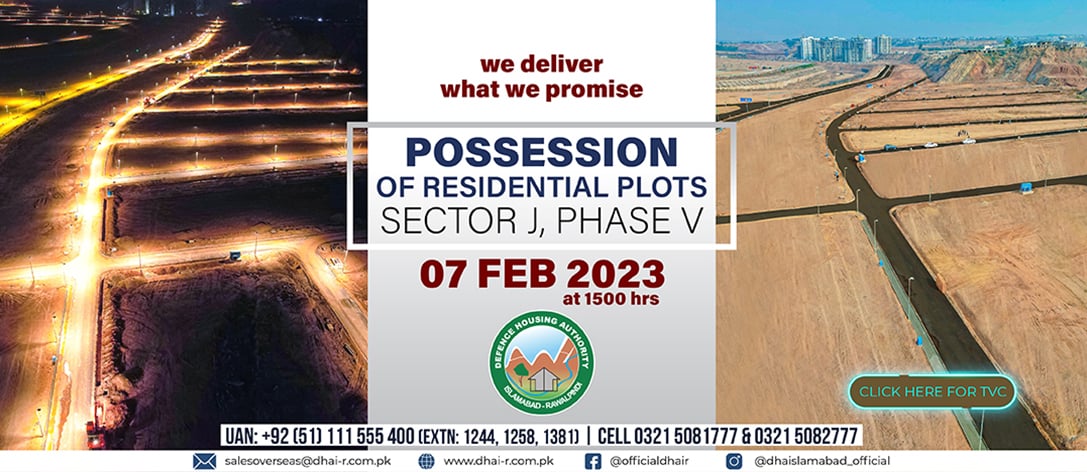 we deliver
what we promise
POSSESSION
OF RESIDENTIAL PLOTS
SECTOR J, PHASE V
07 FEB 2023
at 1500 hrs
DEFENCE HOUSING AUTHORITY
ISLAMABAD - RAWALPINDI
CLICK HERE FOR TVC
UAN: +92 (51) 111 555 400 (EXTN: 1244, 1258, 1381) | CELL 0321 5081777 & 0321 5082777
salesoverseas@dhai-r.com.pk www.dhai-r.com.pk @officialdhair @dhaislamabad_official